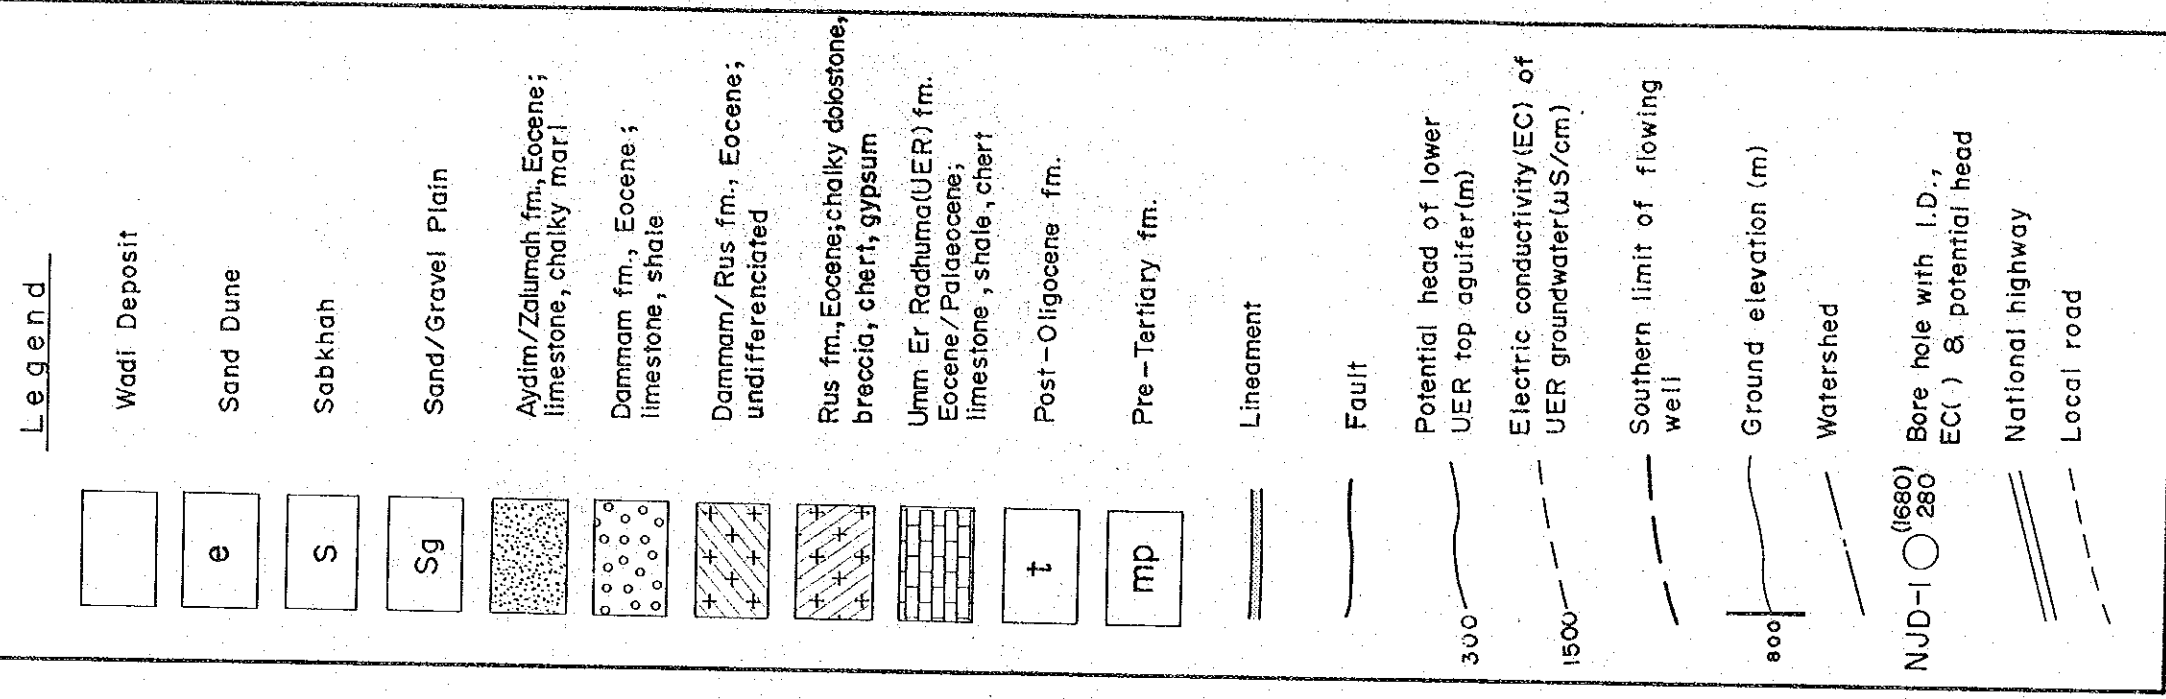 Legend
Wadi Deposit
e Sand Dune
S Sabkhah
Sg Sand/Gravel Plain
Aydim/Zalumah fm., Eocene;
limestone, chalky marl
Dammam fm., Eocene;
limestone, shale
Dammam/Rus fm., Eocene;
undifferenciated
Rus fm., Eocene; chalky dolostone,
breccia, chert, gypsum
Umm Er Radhuma(UER) fm.
Eocene/Palaeocene;
limestone, shale, chert
t Post-Oligocene fm.
mp Pre-Tertiary fm.
Lineament
Fault
300 Potential head of lower
UER top aguifer(m)
1500 Electric conductivity(EC) of
UER groundwater(µS/cm)
Southern limit of flowing
well
800 Ground elevation (m)
Watershed
NJD-1 (1680) 280 Bore hole with I.D.,
EC( ) & potential head
National highway
Local road